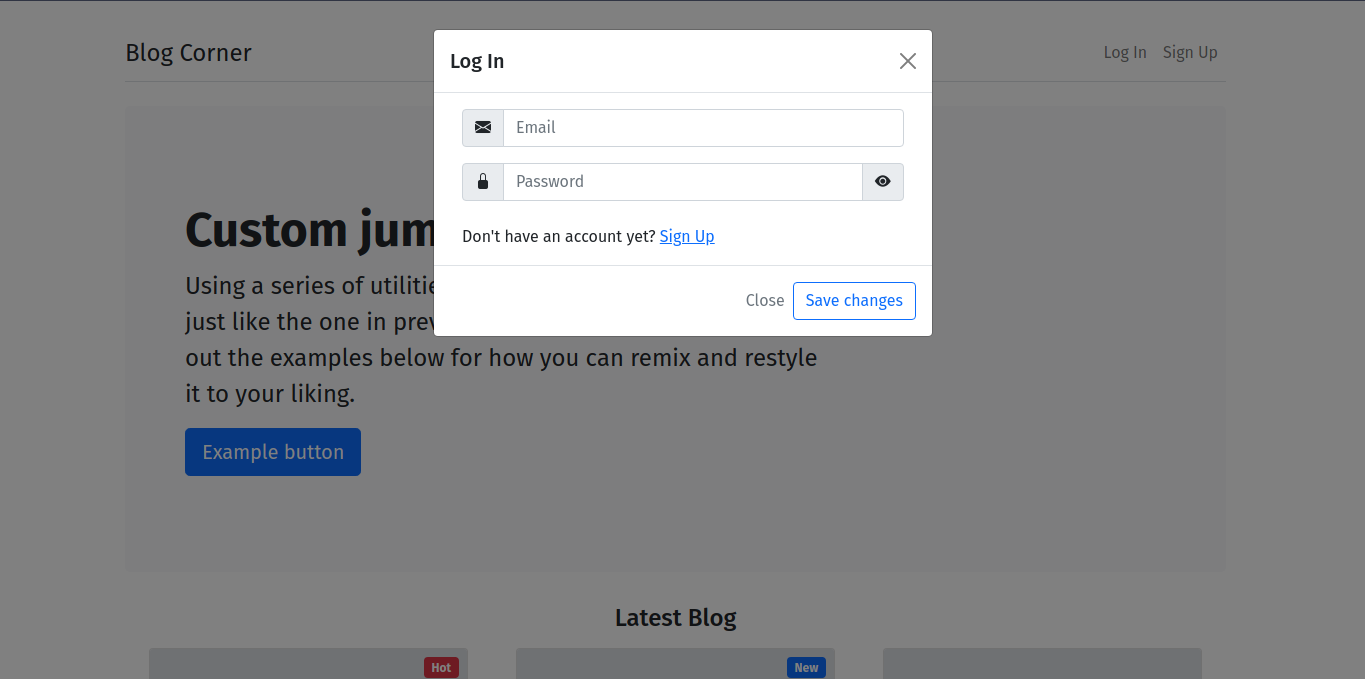 Blog Corner
Log In
Sign Up
Log In
Email
Password
Don't have an account yet? Sign Up
Close
Save changes
Custom jum
Using a series of utilitie
just like the one in prev
out the examples below for how you can remix and restyle
it to your liking.
Example button
Latest Blog
Hot
New